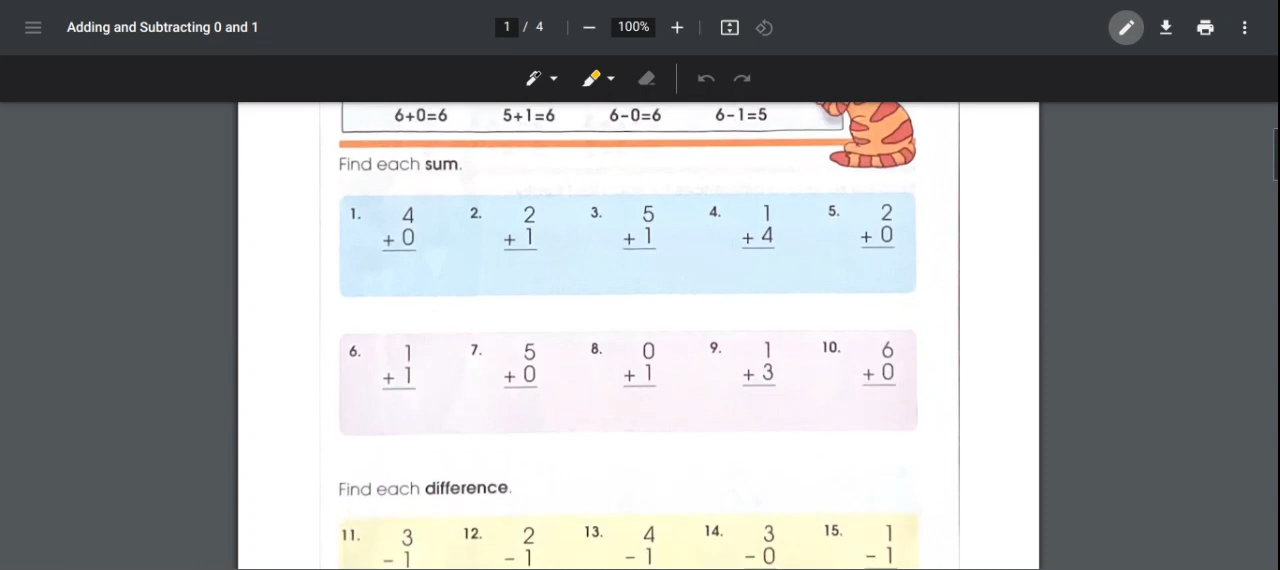 Adding and Subtracting 0 and 1
1 / 4
100%
6+0=6 5+1=6 6-0=6 6-1=5
Find each sum.
1. 4 2. 2 3. 5 4. 1 5. 2
+ 0 + 1 + 1 + 4 + 0
6. 1 7. 5 8. 0 9. 1 10. 6
+ 1 + 0 + 1 + 3 + 0
Find each difference.
11. 3 12. 2 13. 4 14. 3 15. 1
- 1 - 1 - 1 - 0 - 1